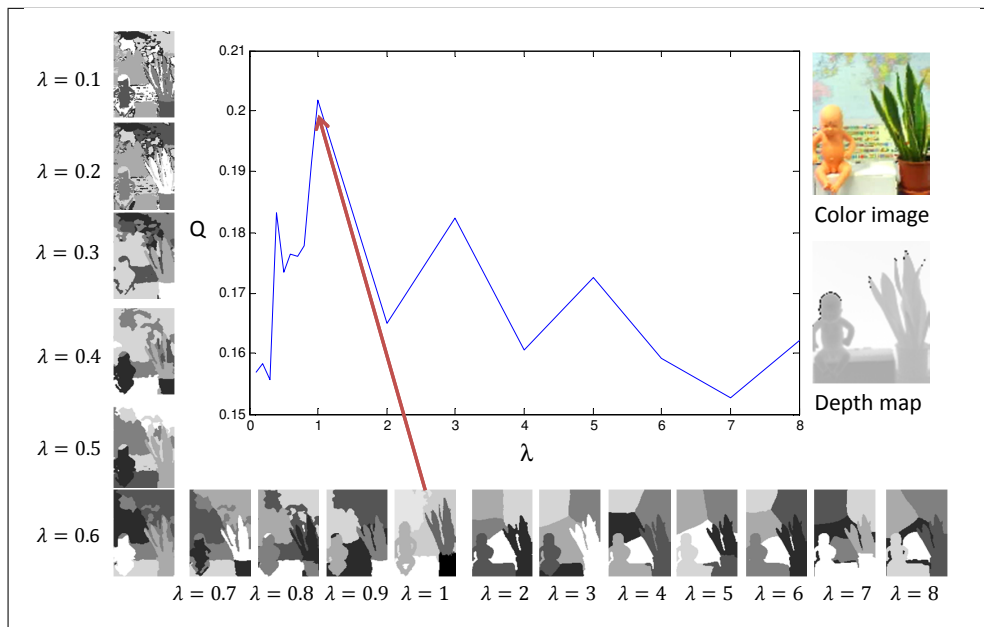 λ = 0.1
λ = 0.2
λ = 0.3
λ = 0.4
λ = 0.5
λ = 0.6
Q
0.21
0.2
0.19
0.18
0.17
0.16
0.15
0 1 2 3 4 5 6 7 8
λ
Color image
Depth map
λ = 0.7 λ = 0.8 λ = 0.9 λ = 1 λ = 2 λ = 3 λ = 4 λ = 5 λ = 6 λ = 7 λ = 8